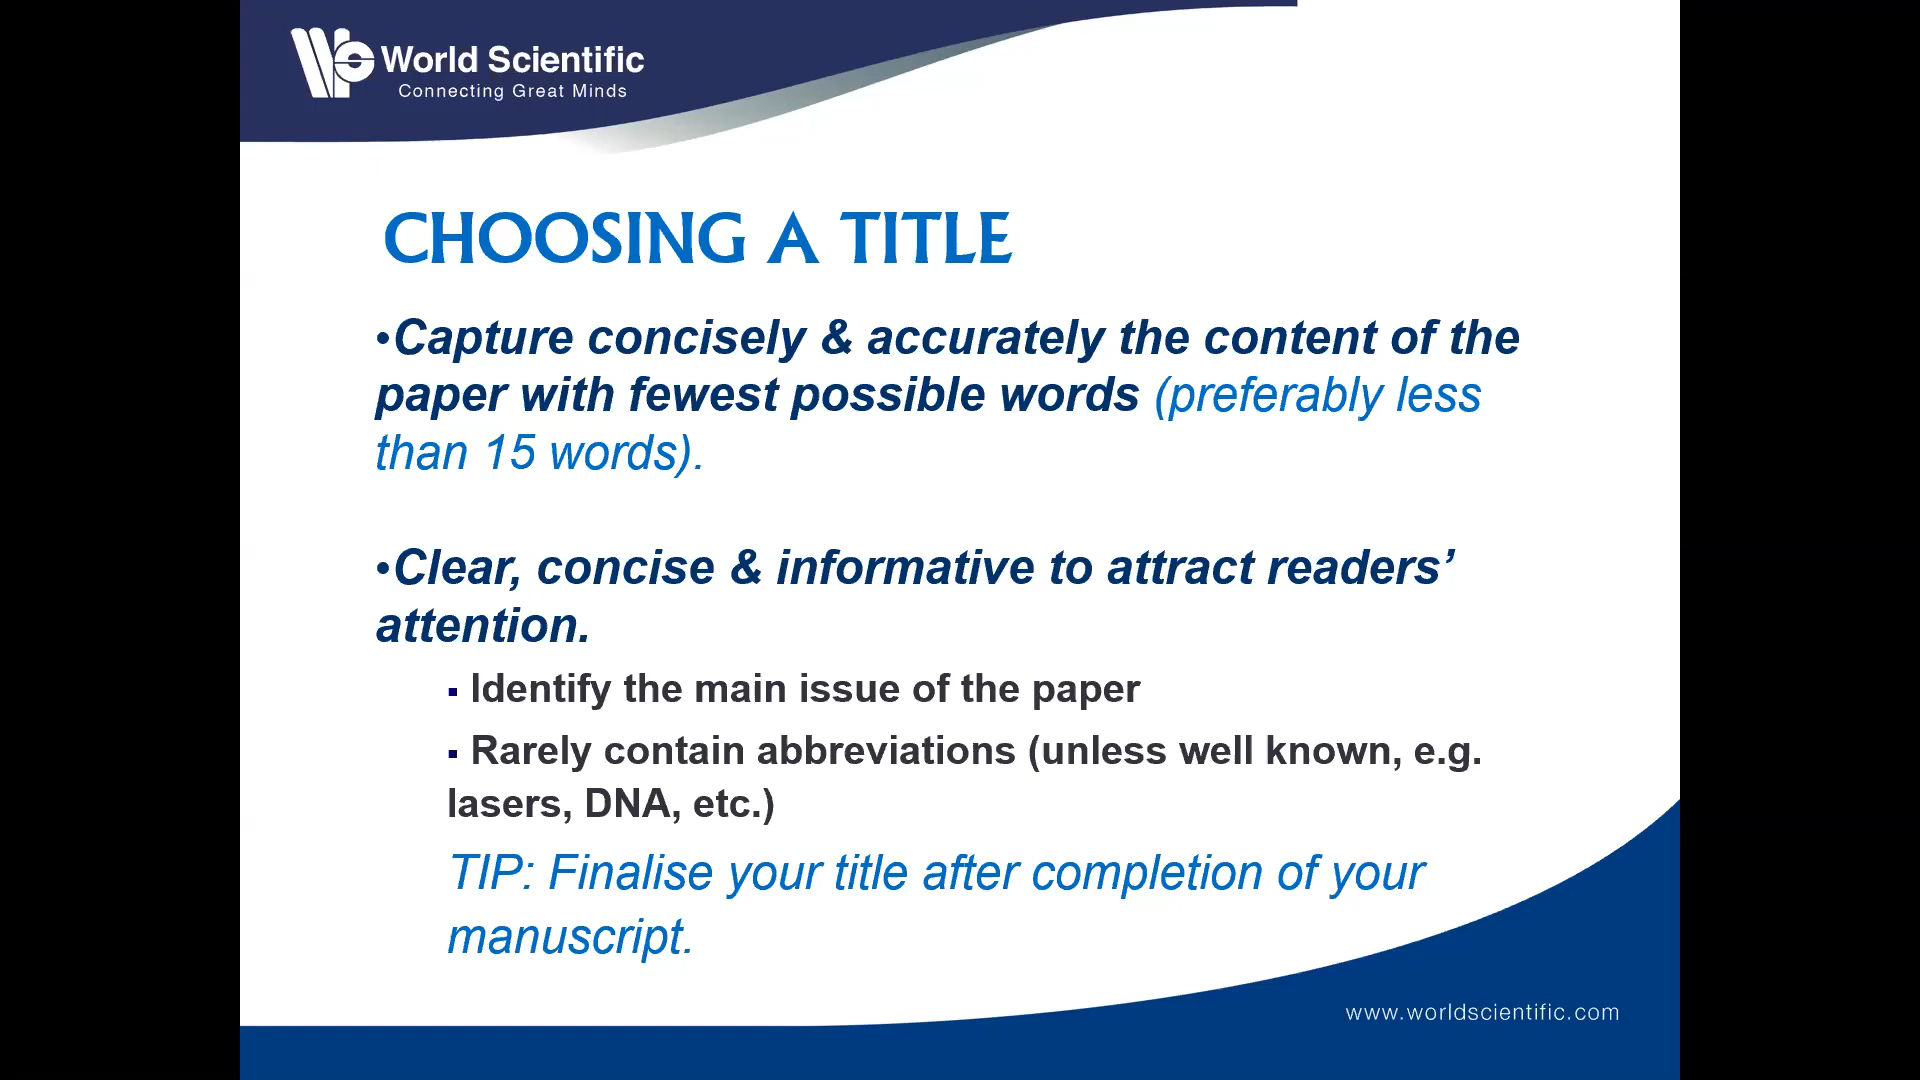 World Scientific
Connecting Great Minds
CHOOSING A TITLE
•Capture concisely & accurately the content of the
paper with fewest possible words (preferably less
than 15 words).
•Clear, concise & informative to attract readers’
attention.
▪ Identify the main issue of the paper
▪ Rarely contain abbreviations (unless well known, e.g.
lasers, DNA, etc.)
TIP: Finalise your title after completion of your
manuscript.
www.worldscientific.com